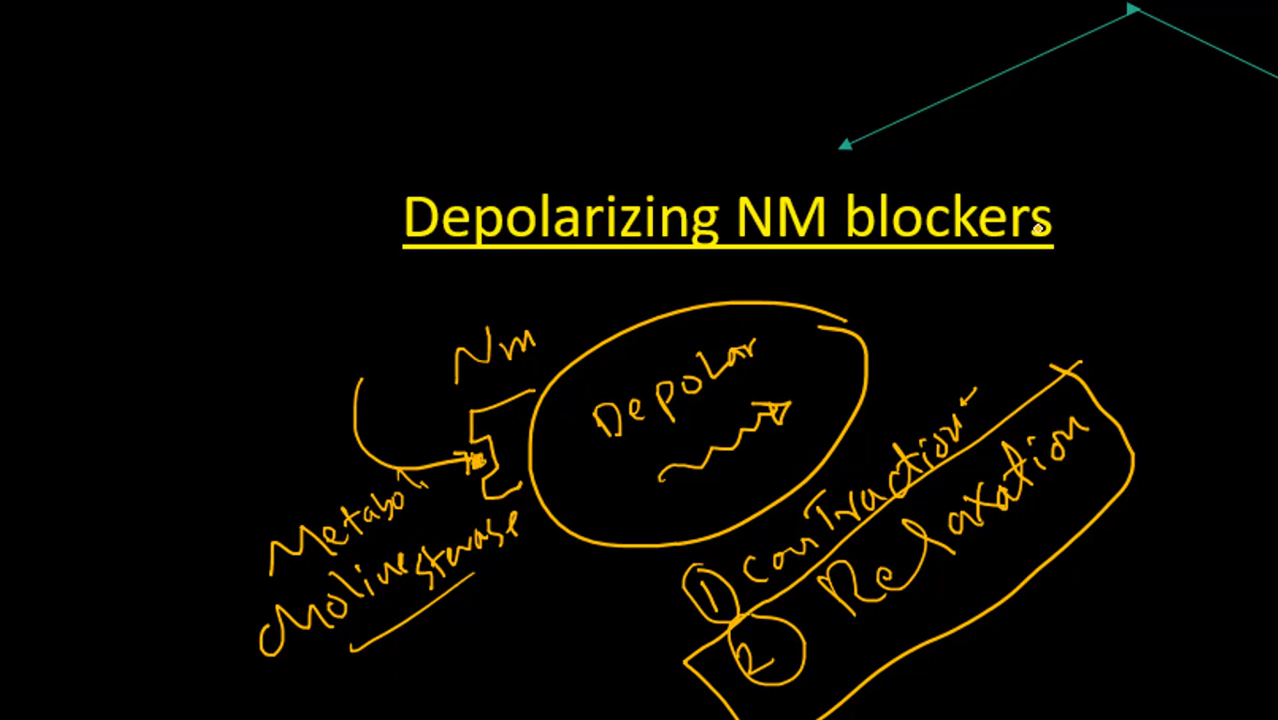 Depolarizing NM blockers
Nm
Depolar
① Contraction
② Relaxation
Metabol
cholinesterase